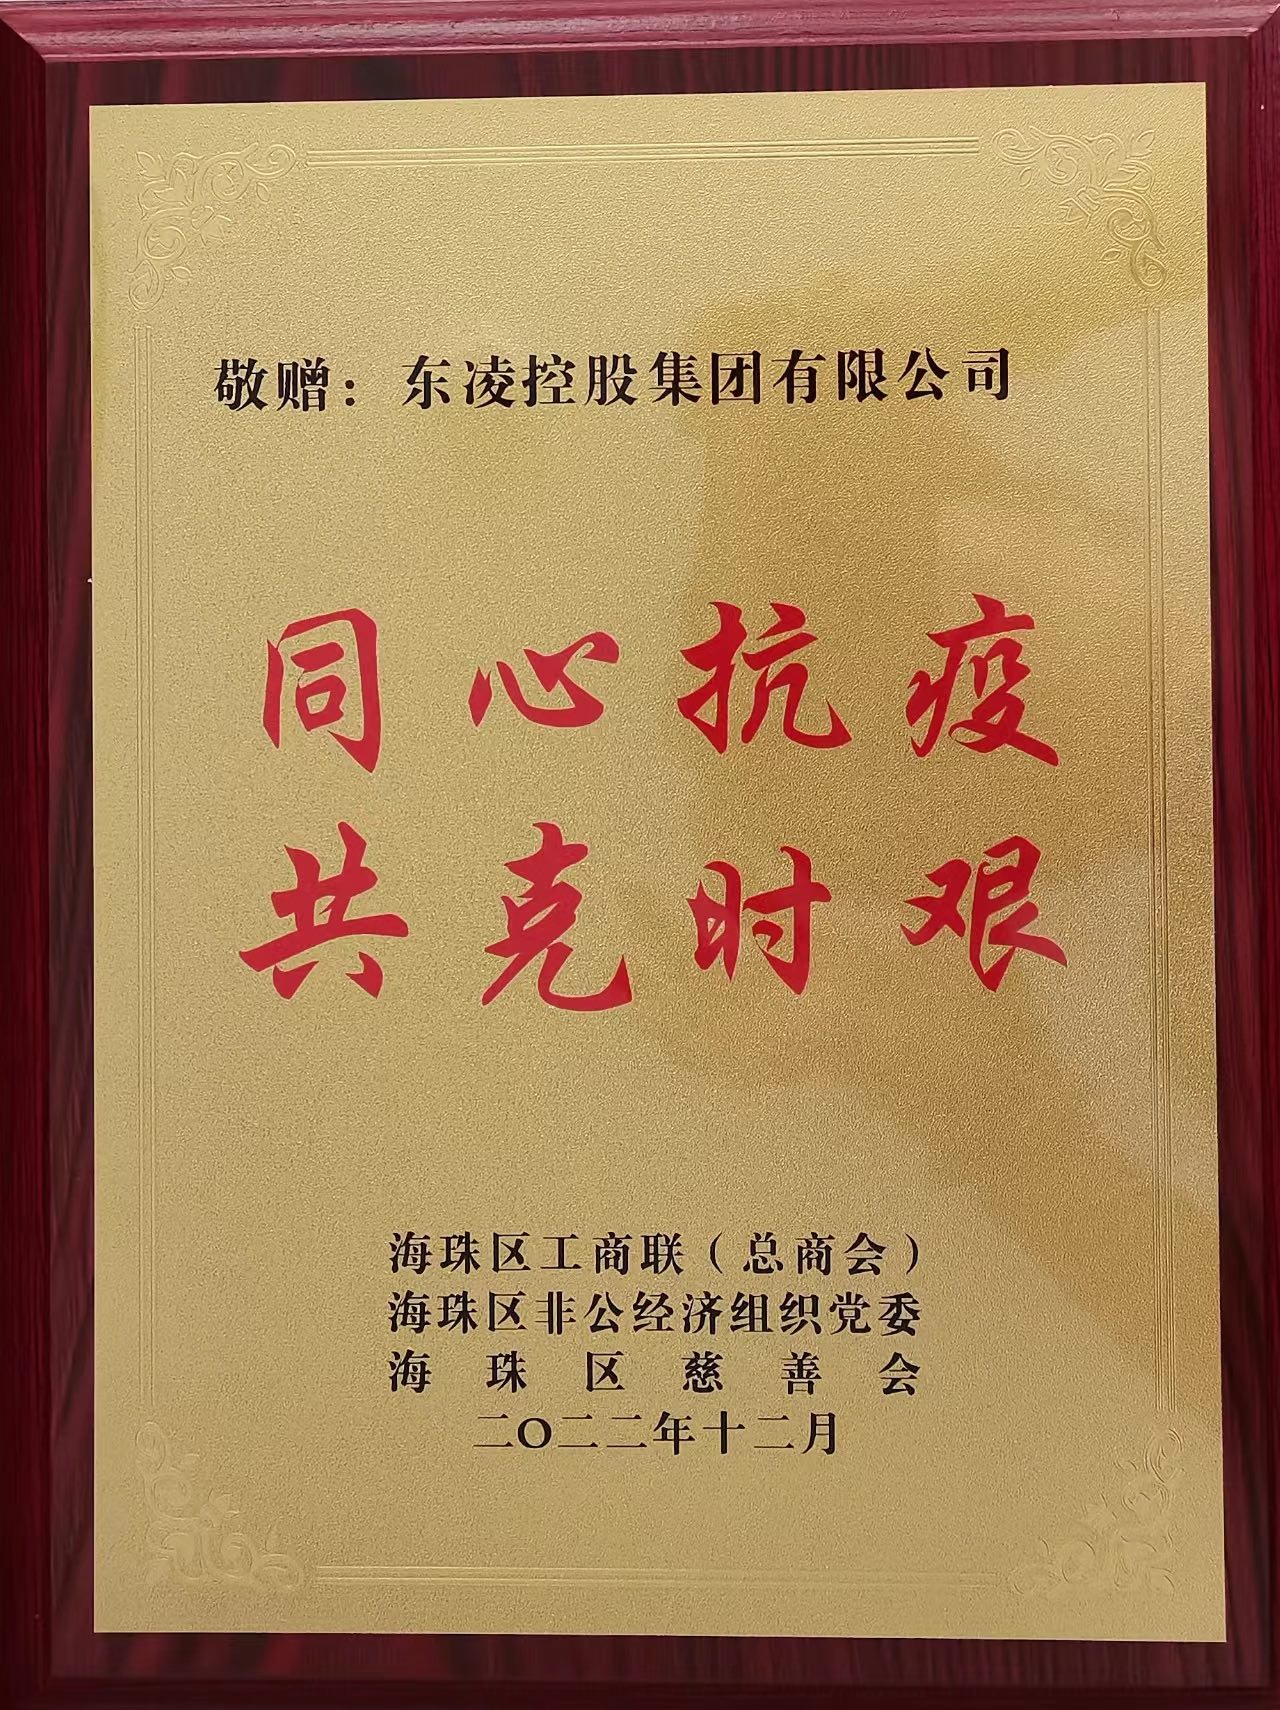 敬赠：东凌控股集团有限公司
同心抗疫
共克时艰
海珠区工商联（总商会）
海珠区非公经济组织党委
海珠区慈善会
二〇二二年十二月